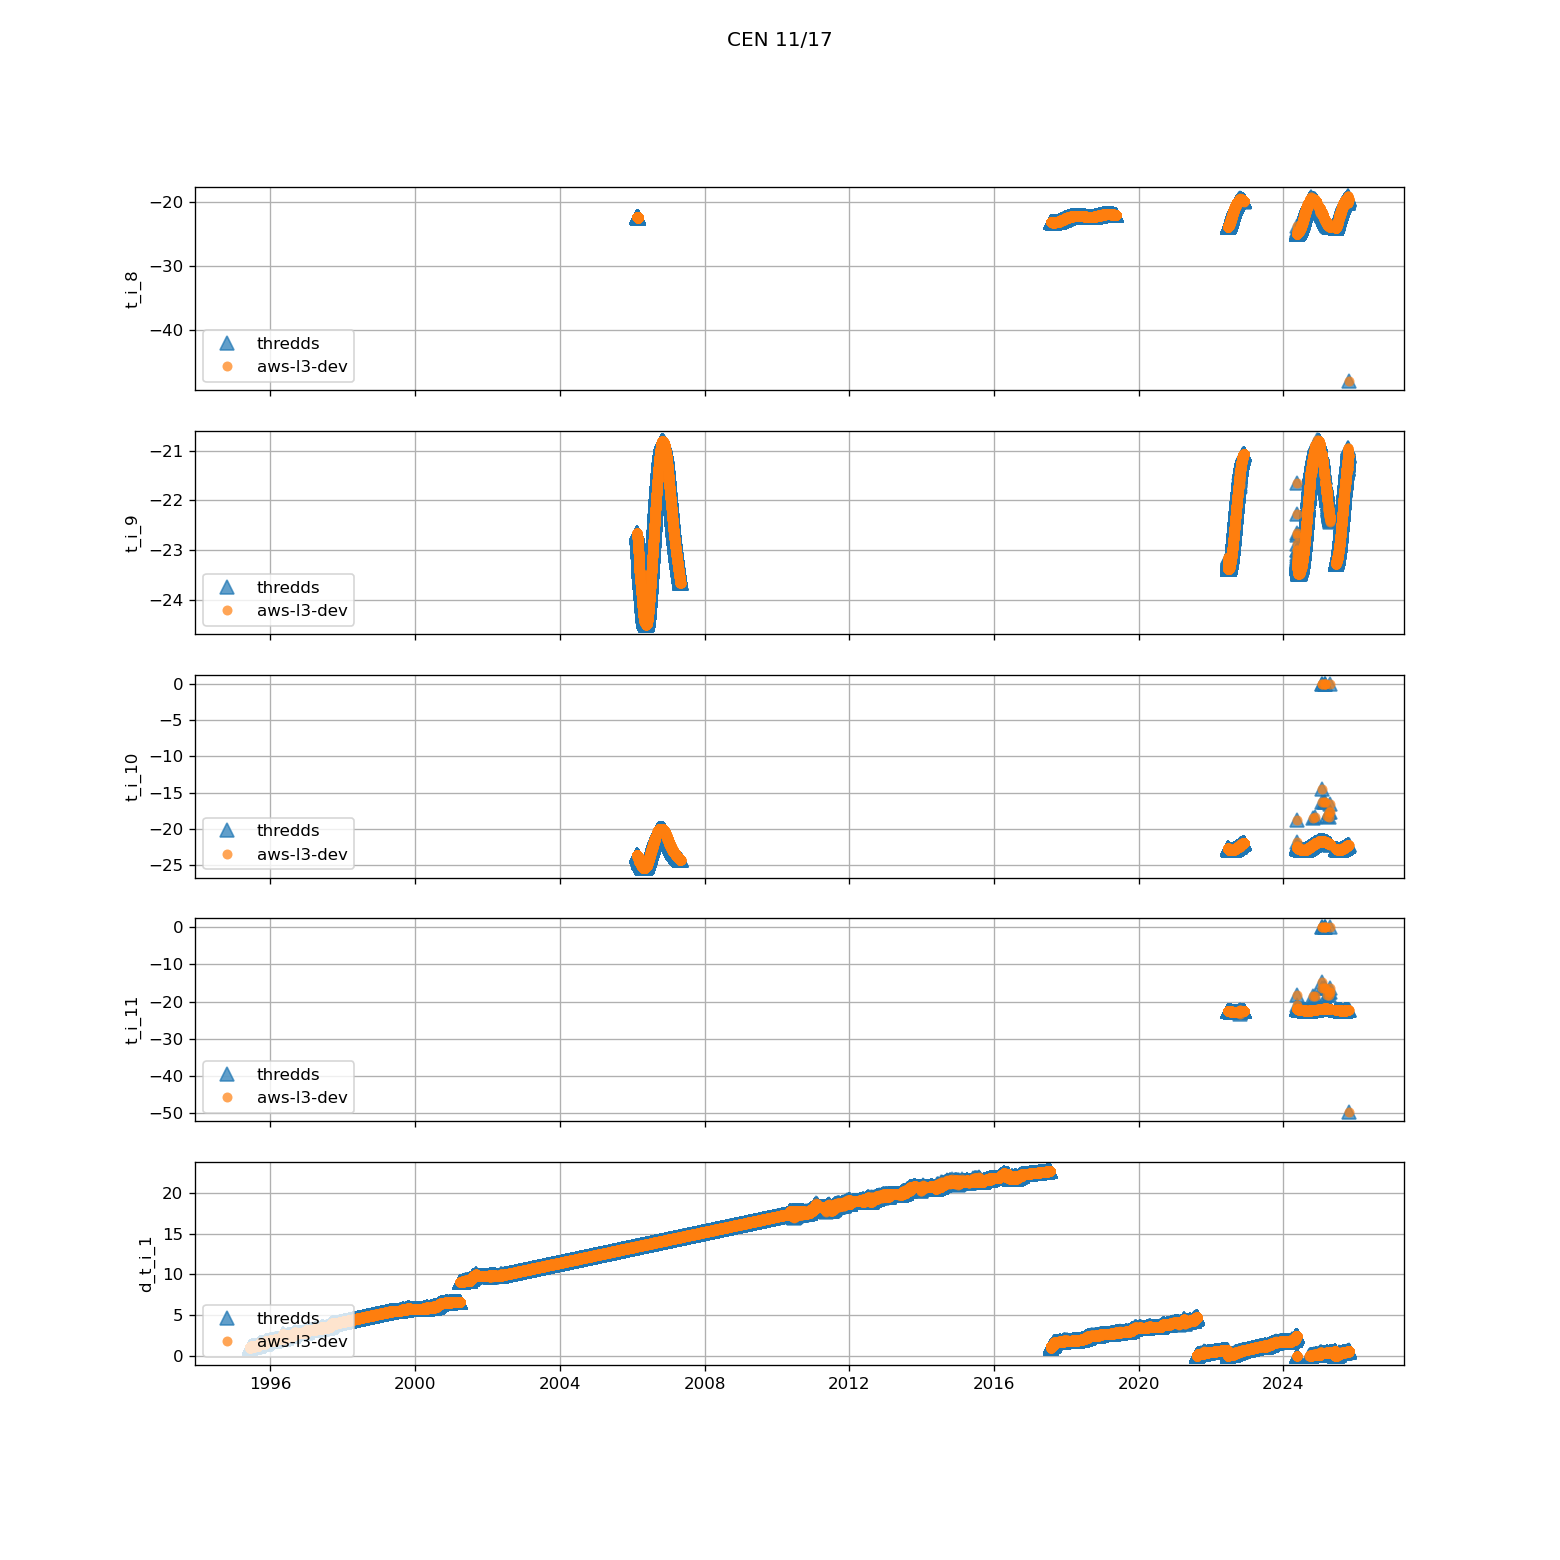 CEN 11/17
−20
−30
−40
t_i_8
thredds
aws-l3-dev
−21
−22
−23
−24
t_i_9
thredds
aws-l3-dev
0
−5
−10
−15
−20
−25
t_i_10
thredds
aws-l3-dev
0
−10
−20
−30
−40
−50
t_i_11
thredds
aws-l3-dev
20
15
10
5
0
d_t_i_1
thredds
aws-l3-dev
1996 2000 2004 2008 2012 2016 2020 2024